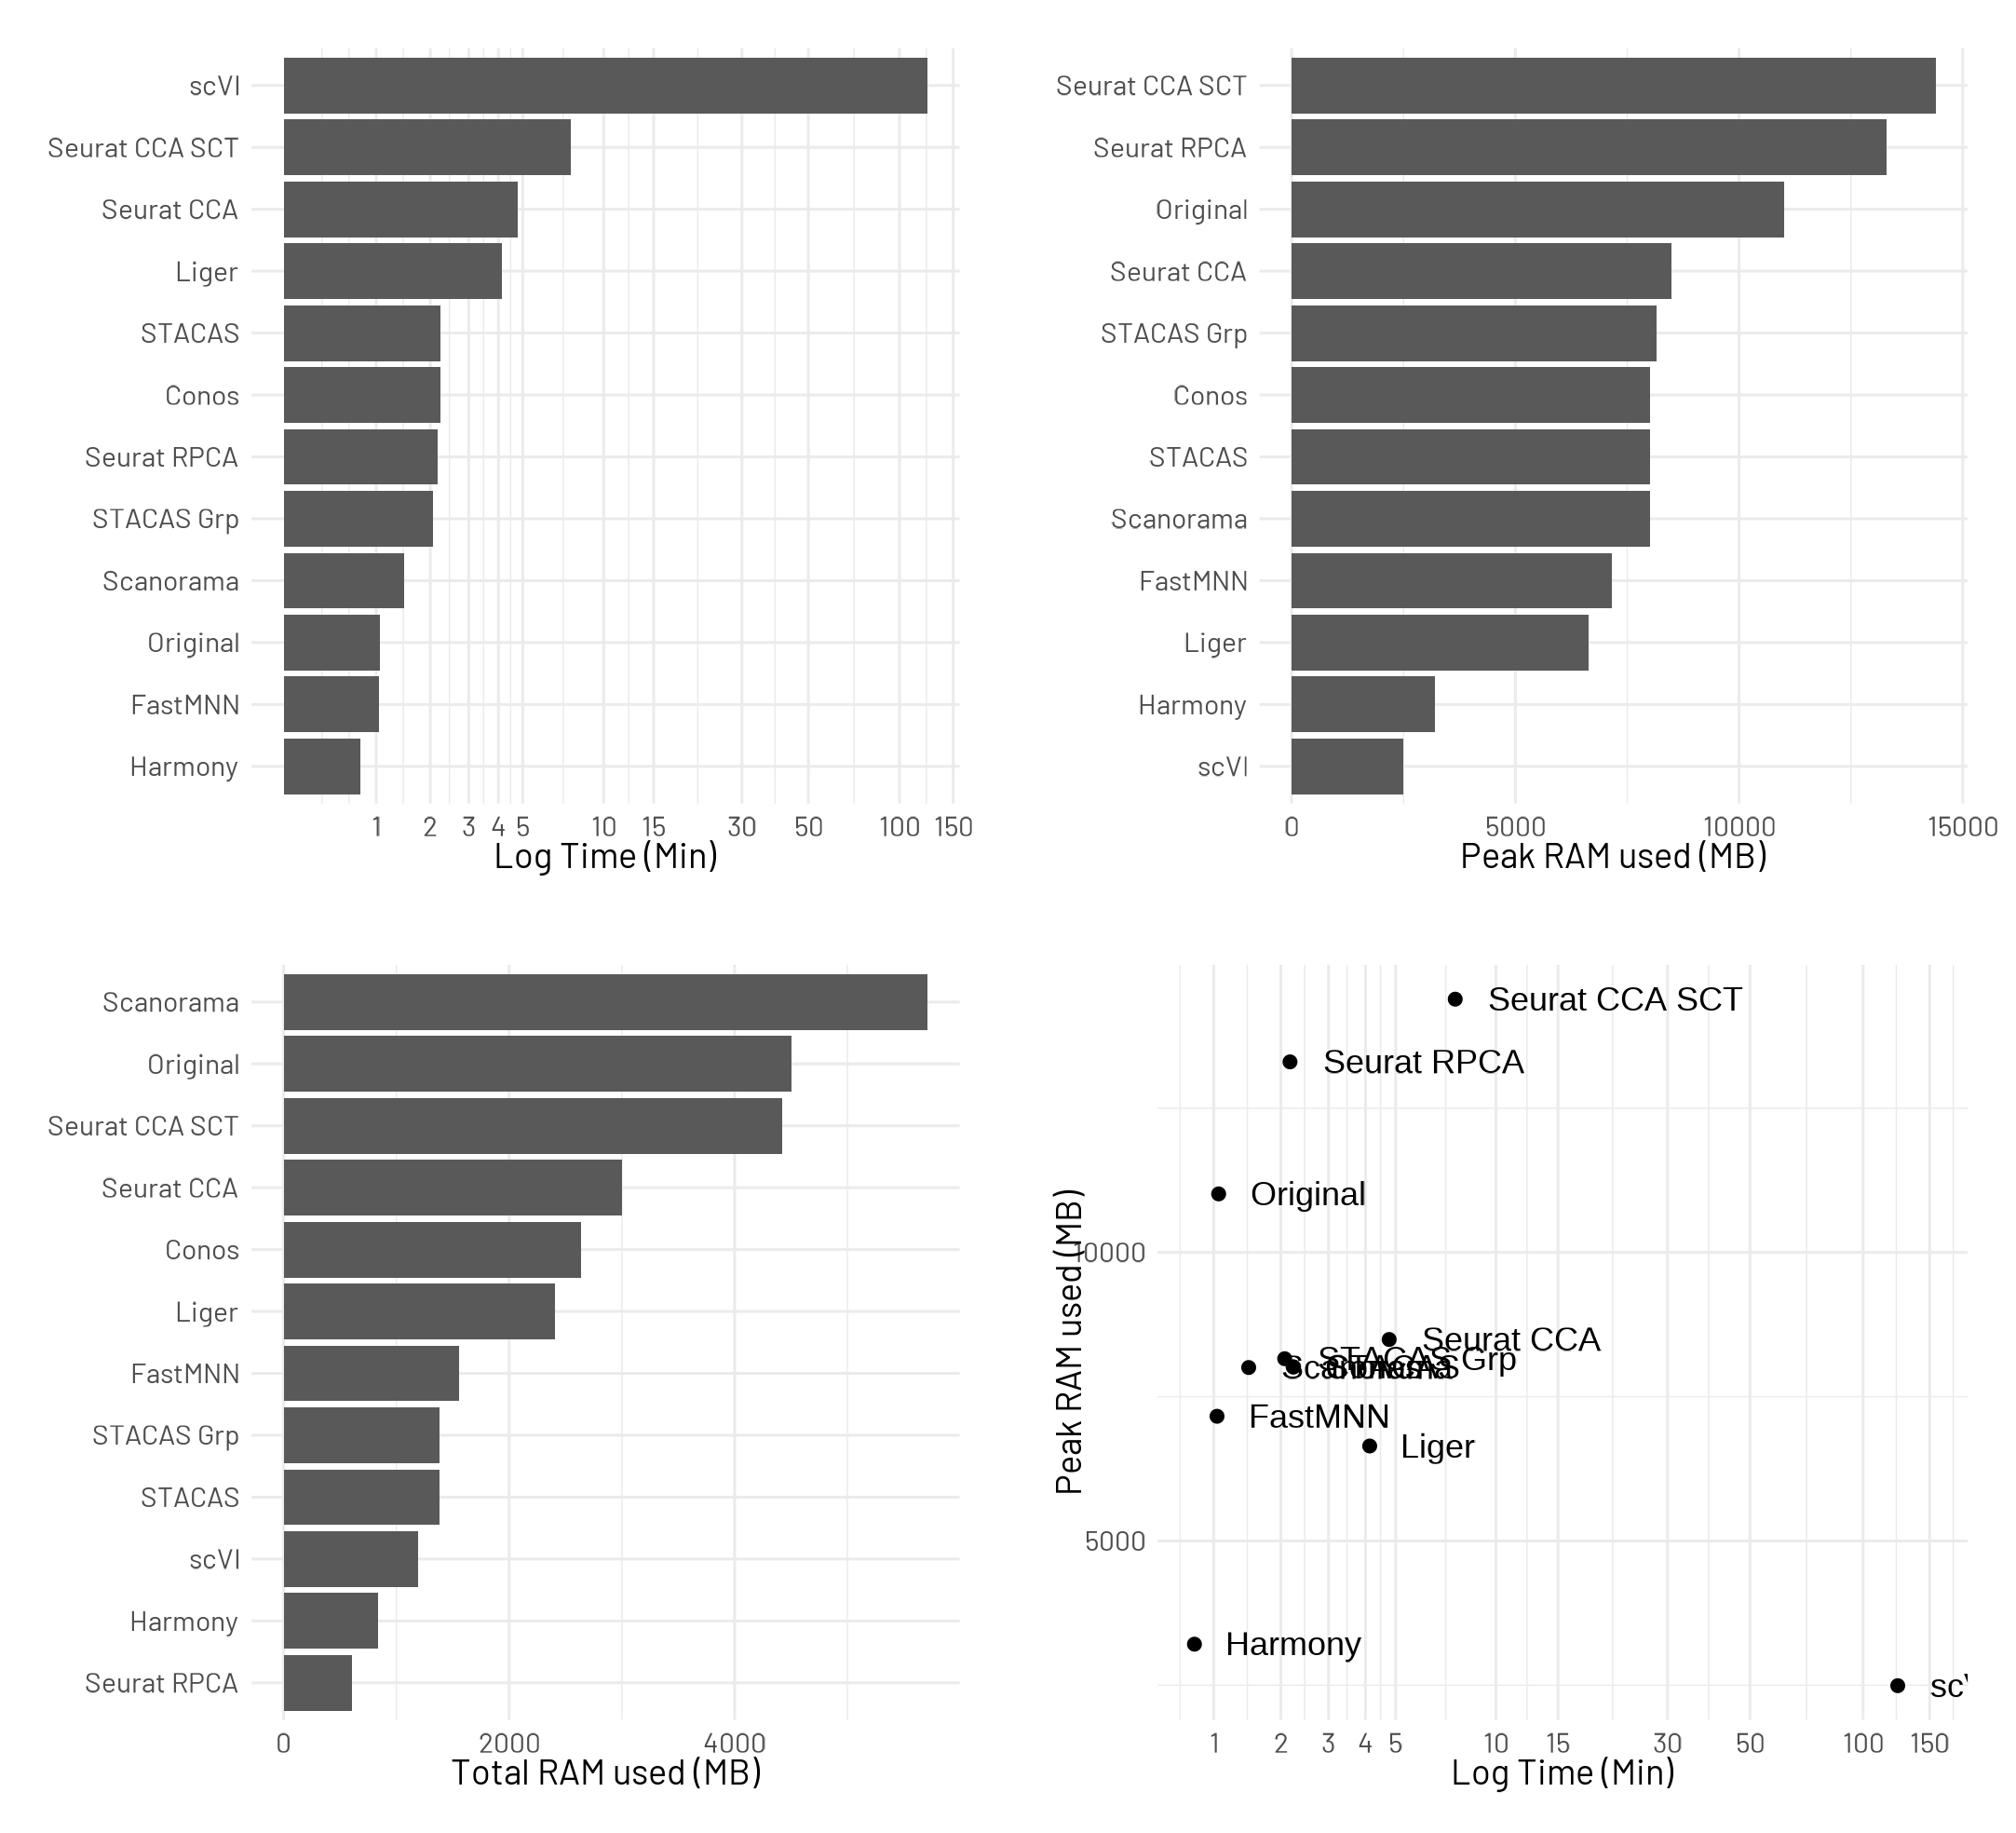 scVI
Seurat CCA SCT
Seurat CCA
Liger
STACAS
Conos
Seurat RPCA
STACAS Grp
Scanorama
Original
FastMNN
Harmony
1 2 3 4 5 10 15 30 50 100 150
Log Time (Min)
Seurat CCA SCT
Seurat RPCA
Original
Seurat CCA
STACAS Grp
Conos
STACAS
Scanorama
FastMNN
Liger
Harmony
scVI
0 5000 10000 15000
Peak RAM used (MB)
Scanorama
Original
Seurat CCA SCT
Seurat CCA
Conos
Liger
FastMNN
STACAS Grp
STACAS
scVI
Harmony
Seurat RPCA
0 2000 4000
Total RAM used (MB)
Peak RAM used (MB)
10000
5000
Seurat CCA SCT
Seurat RPCA
Original
Seurat CCA
STACAS Grp
Scanorama
STACAS
FastMNN
Liger
Harmony
1 2 3 4 5 10 15 30 50 100 150
Log Time (Min)